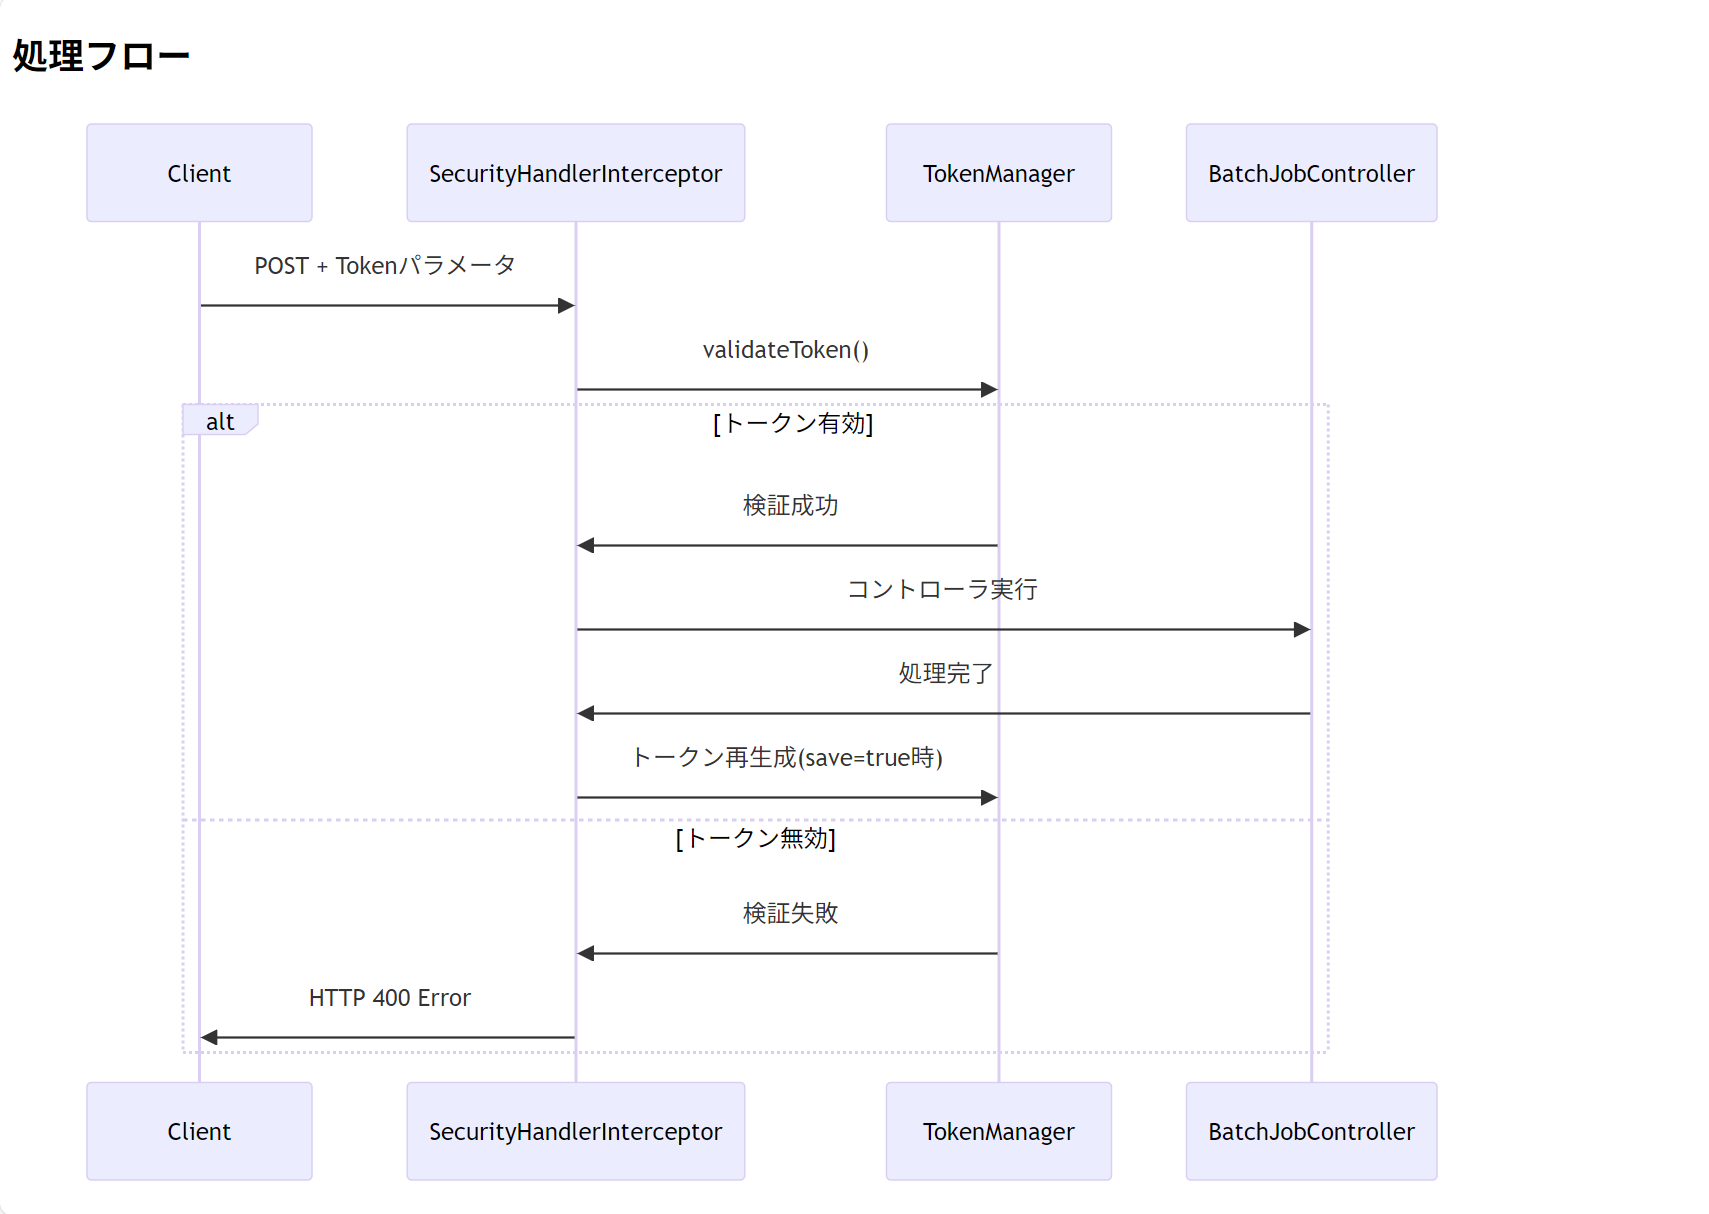 処理フロー
Client
SecurityHandlerInterceptor
TokenManager
BatchJobController
POST + Tokenパラメータ
validateToken()
alt
[トークン有効]
検証成功
コントローラ実行
処理完了
トークン再生成(save=true時)
[トークン無効]
検証失敗
HTTP 400 Error
Client
SecurityHandlerInterceptor
TokenManager
BatchJobController